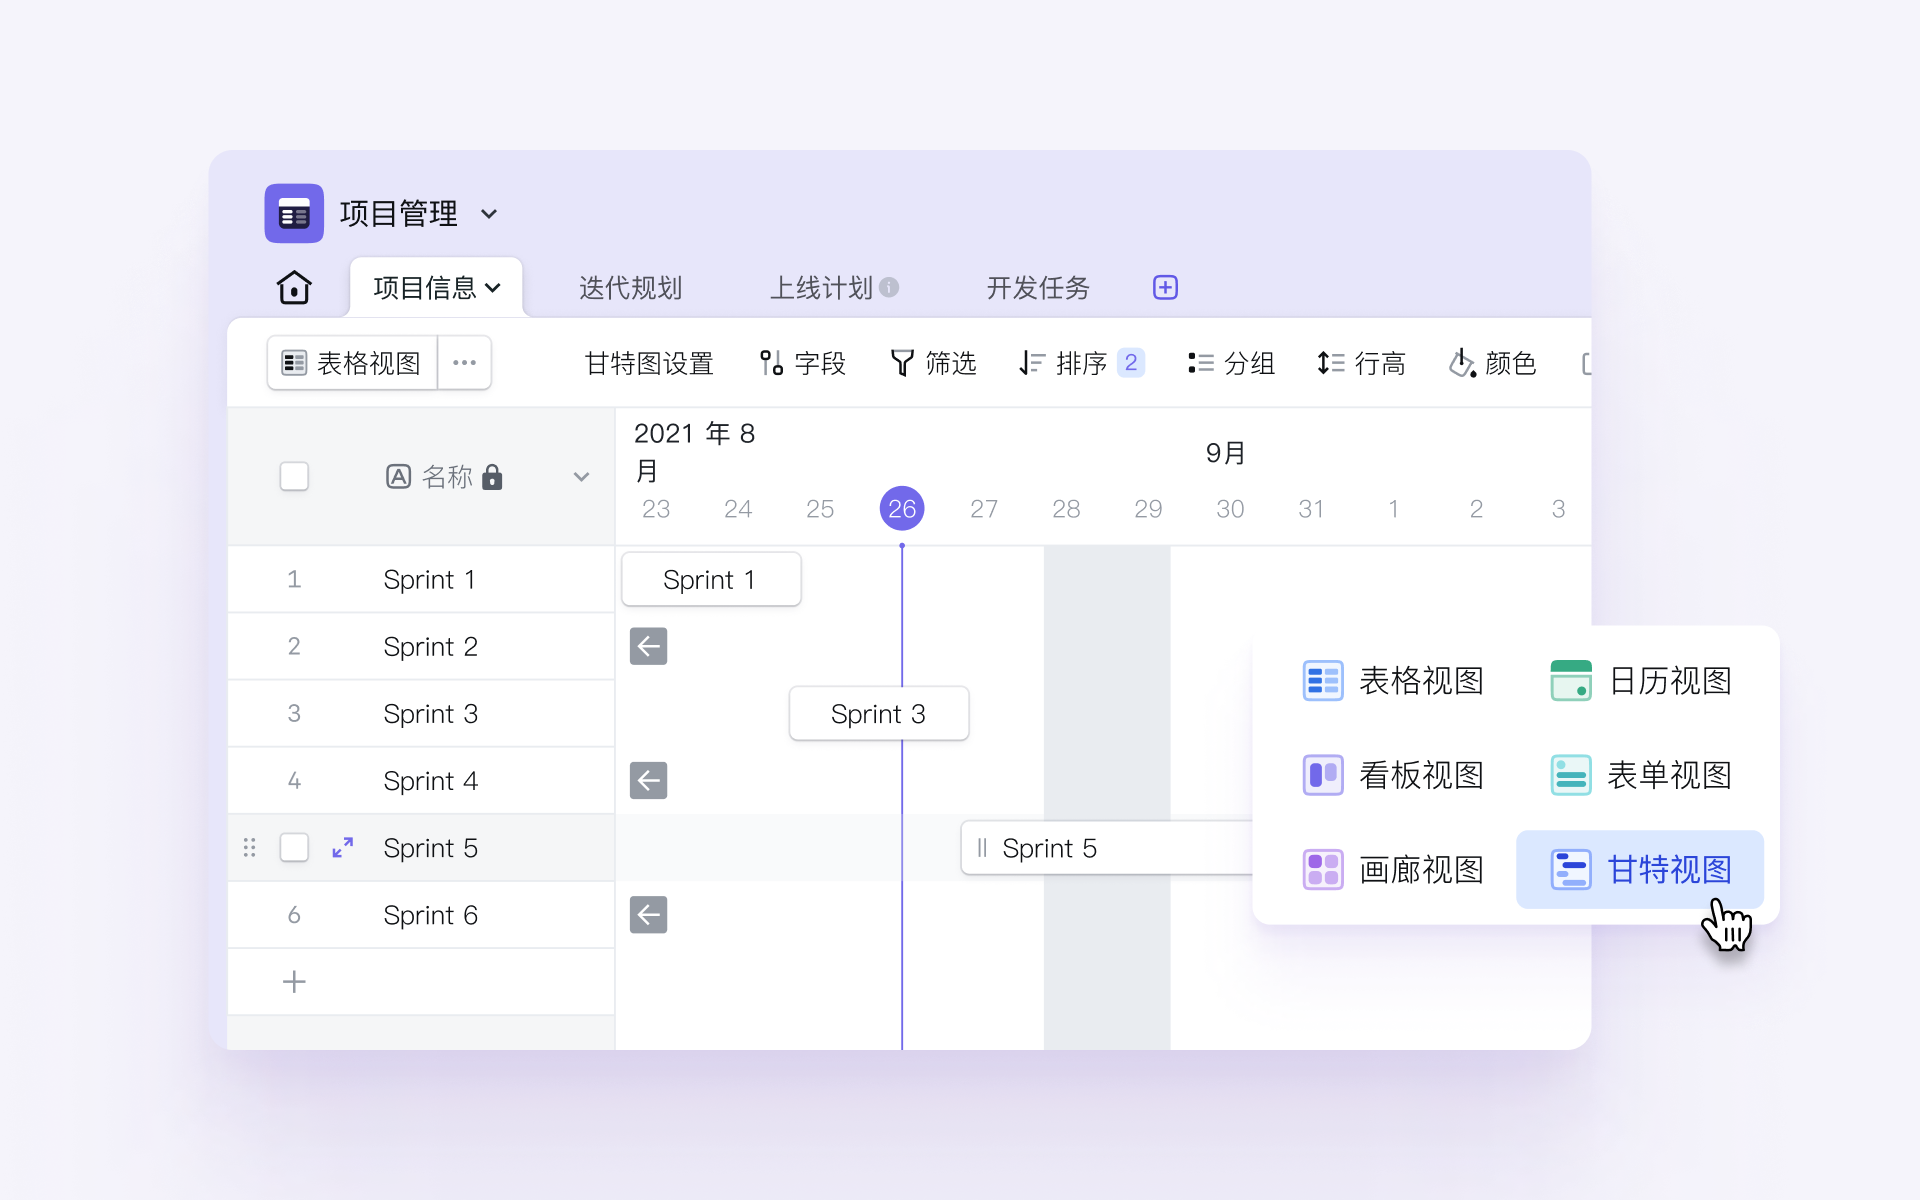 项目管理
项目信息 迭代规划 上线计划 开发任务
表格视图 甘特图设置 字段 筛选 排序 2 分组 行高 颜色
名称
2021 年 8
月
9月
23 24 25 26 27 28 29 30 31 1 2 3
1 Sprint 1 Sprint 1
2 Sprint 2
3 Sprint 3 Sprint 3
4 Sprint 4
Sprint 5 Sprint 5
6 Sprint 6
表格视图 日历视图
看板视图 表单视图
画廊视图 甘特视图